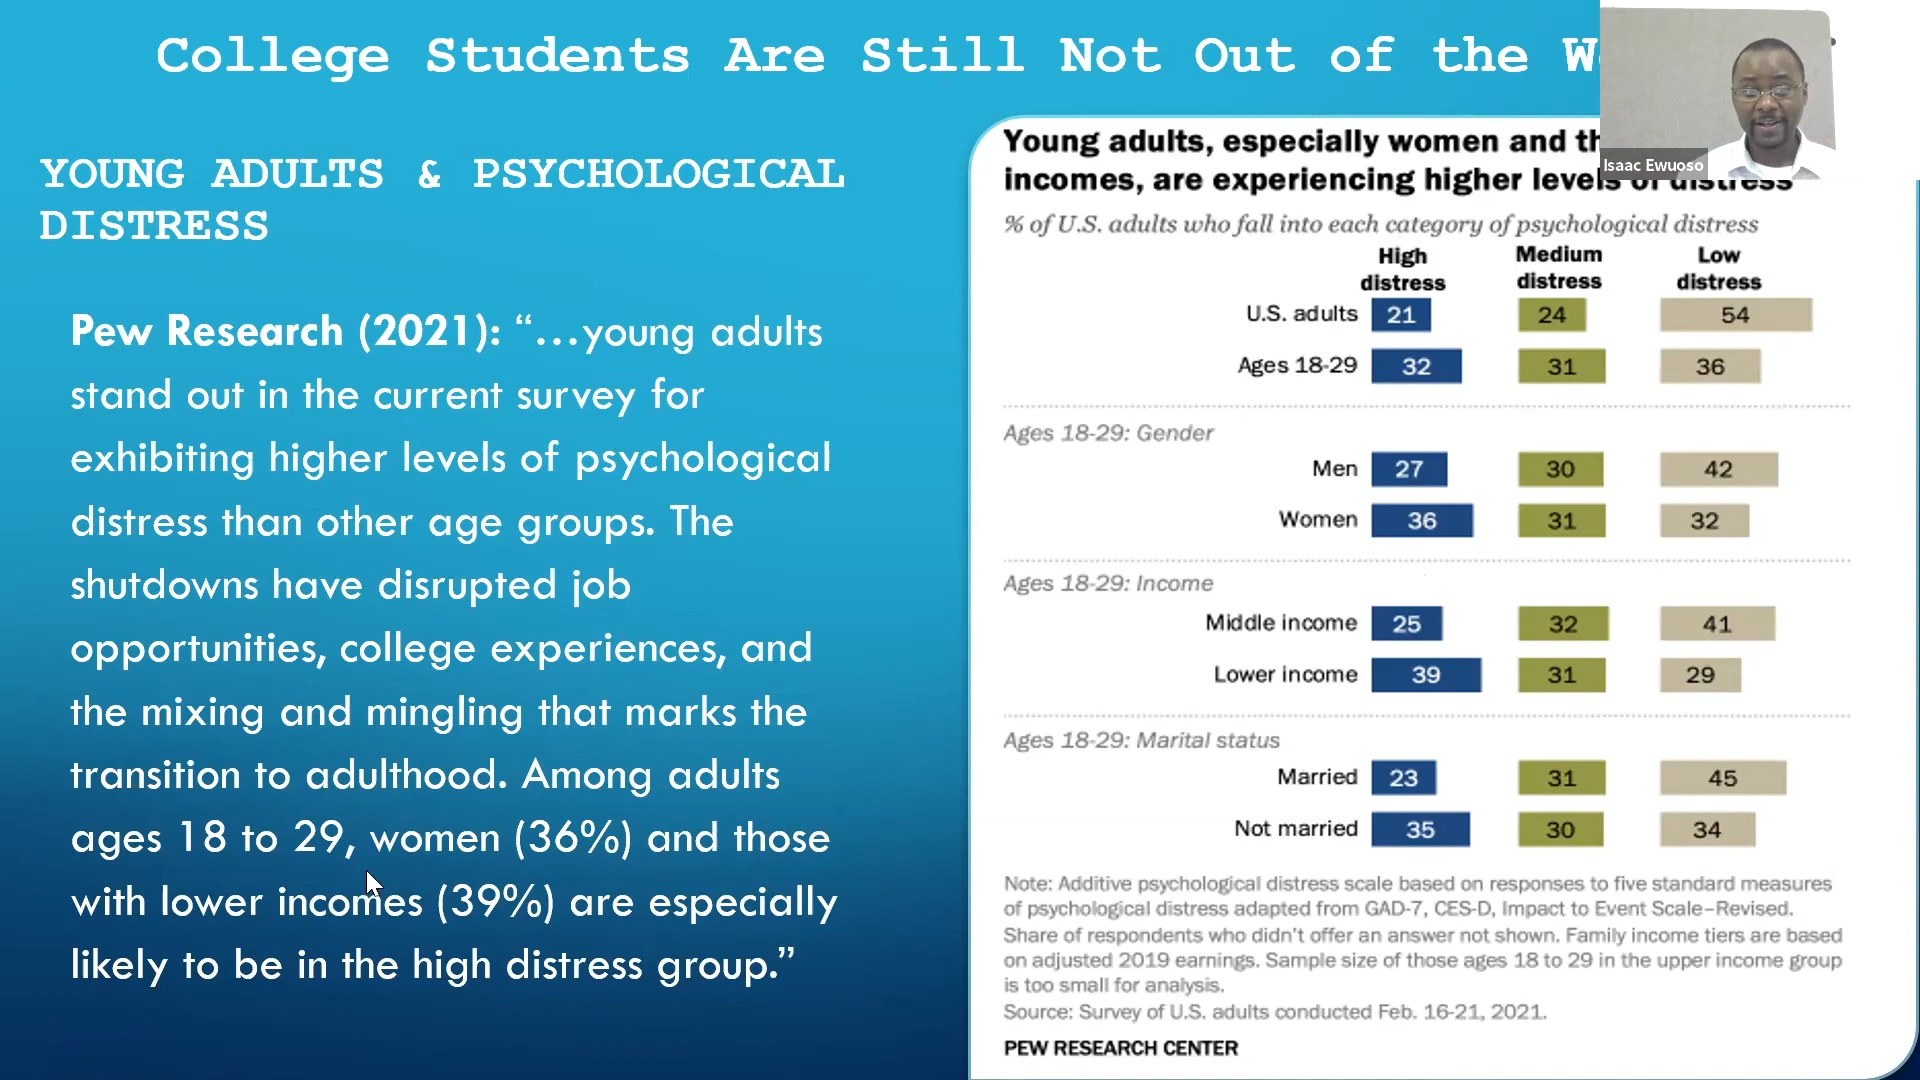 College Students Are Still Not Out of the
YOUNG ADULTS & PSYCHOLOGICAL
DISTRESS
Pew Research (2021): “…young adults
stand out in the current survey for
exhibiting higher levels of psychological
distress than other age groups. The
shutdowns have disrupted job
opportunities, college experiences, and
the mixing and mingling that marks the
transition to adulthood. Among adults
ages 18 to 29, women (36%) and those
with lower incomes (39%) are especially
likely to be in the high distress group.”
Isaac Ewuoso
Young adults, especially women and
incomes, are experiencing higher levels of distress
% of U.S. adults who fall into each category of psychological distress
High distress Medium distress Low distress
U.S. adults 21 24 54
Ages 18-29 32 31 36
Ages 18-29: Gender
Men 27 30 42
Women 36 31 32
Ages 18-29: Income
Middle income 25 32 41
Lower income 39 31 29
Ages 18-29: Marital status
Married 23 31 45
Not married 35 30 34
Note: Additive psychological distress scale based on responses to five standard measures
of psychological distress adapted from GAD-7, CES-D, Impact to Event Scale–Revised.
Share of respondents who didn’t offer an answer not shown. Family income tiers are based
on adjusted 2019 earnings. Sample size of those ages 18 to 29 in the upper income group
is too small for analysis.
Source: Survey of U.S. adults conducted Feb. 16-21, 2021.
PEW RESEARCH CENTER